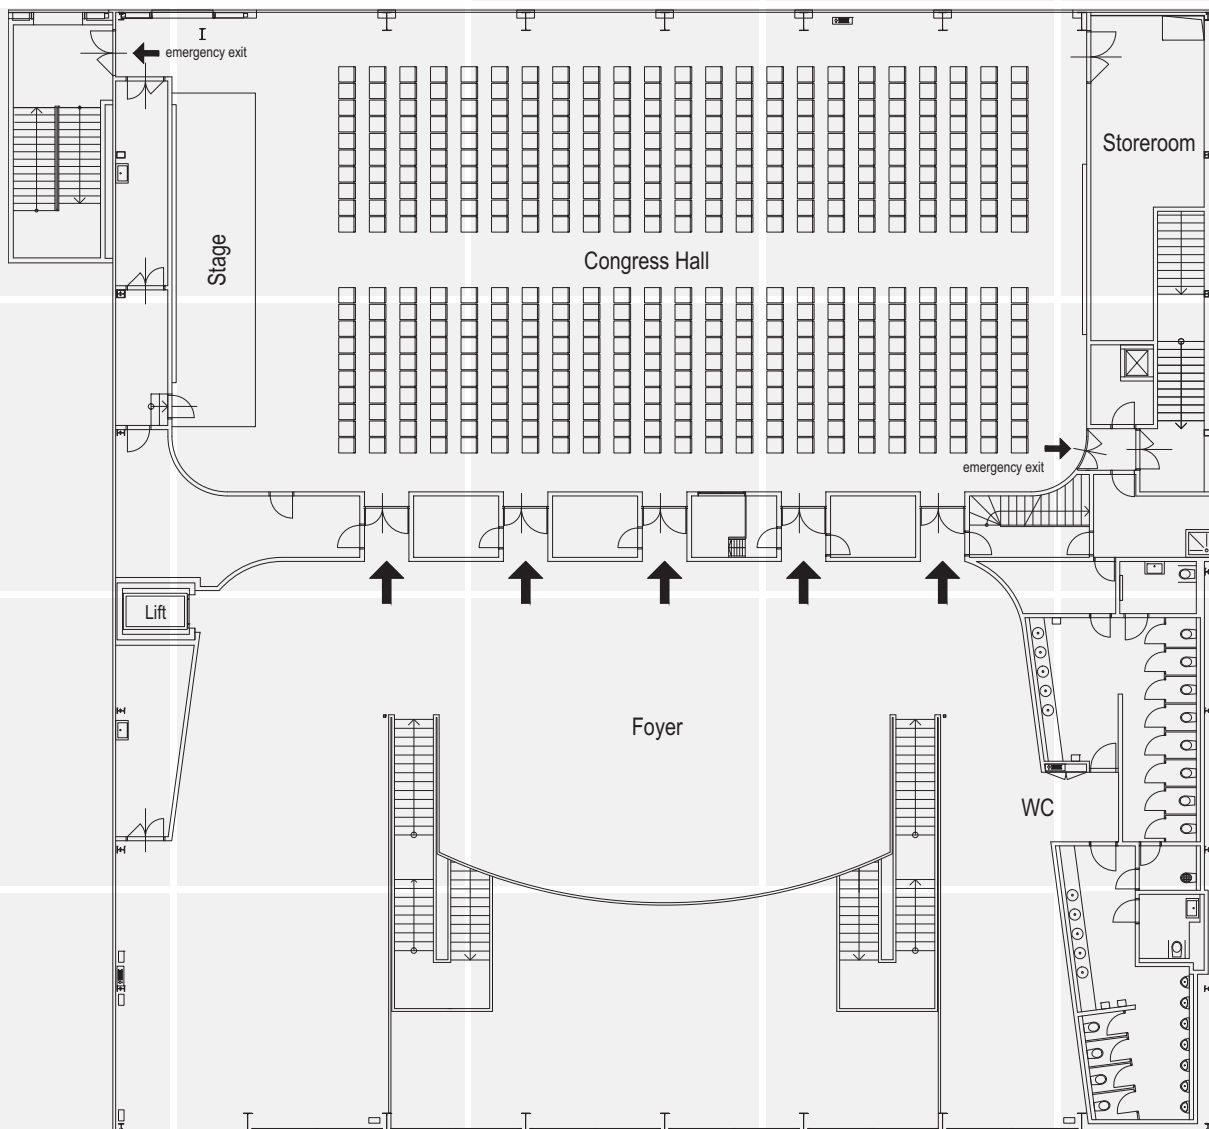 emergency exit
Storeroom
Stage
Congress Hall
emergency exit
Lift
Foyer
WC